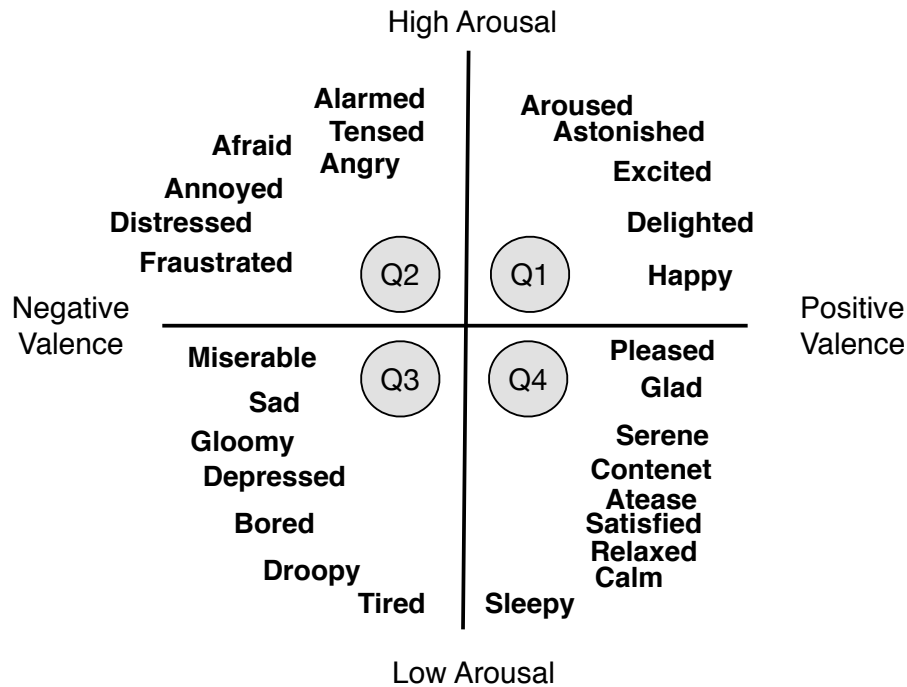 High Arousal
Alarmed
Aroused
Tensed
Astonished
Afraid
Angry
Excited
Annoyed
Distressed
Delighted
Fraustrated
Q2
Q1
Happy
Negative
Valence
Positive
Valence
Miserable
Q3
Q4
Pleased
Sad
Glad
Gloomy
Serene
Depressed
Contenet
Atease
Bored
Satisfied
Relaxed
Droopy
Calm
Tired
Sleepy
Low Arousal